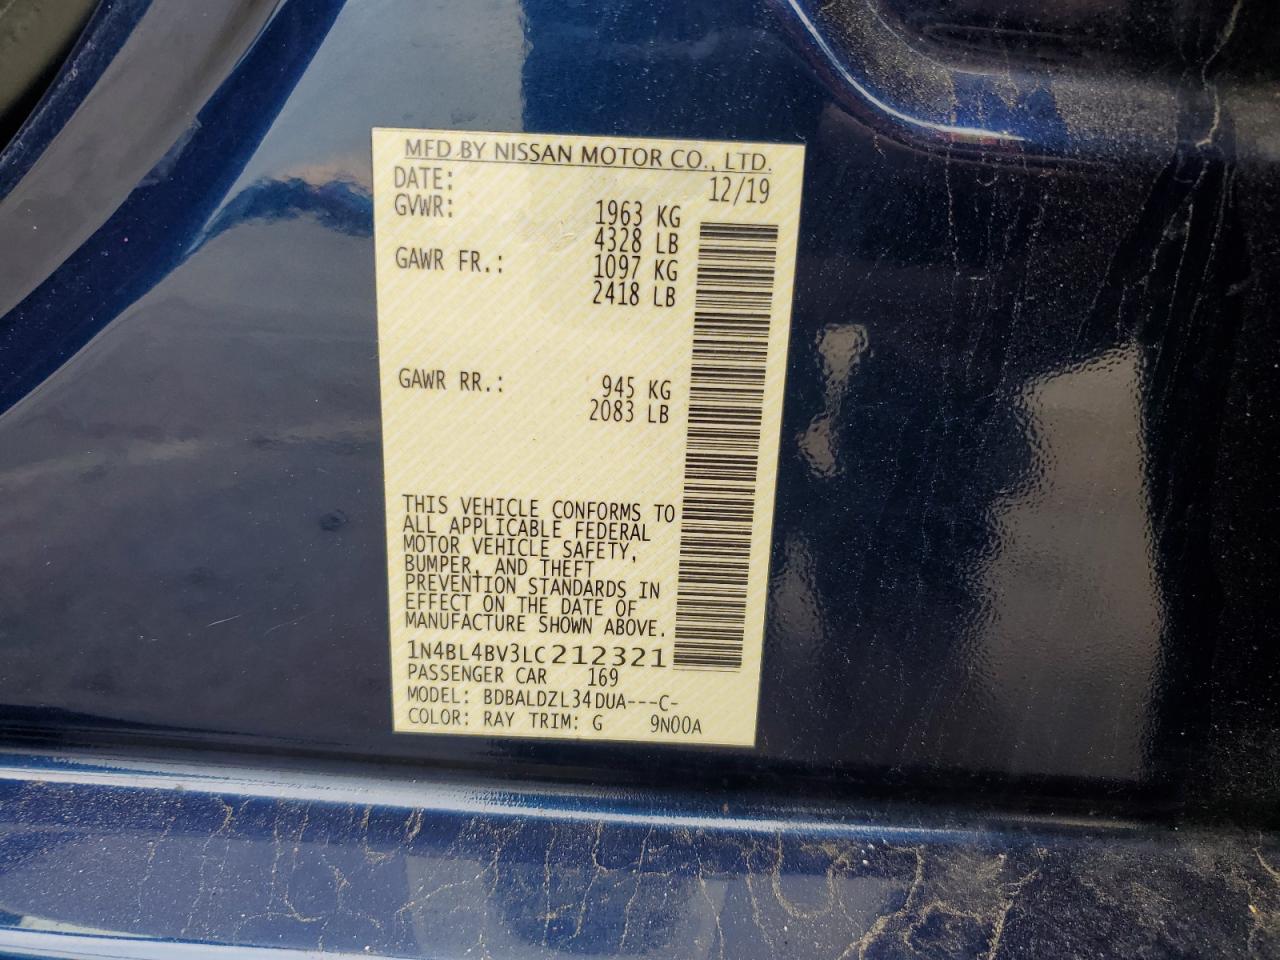 MFD BY NISSAN MOTOR CO., LTD.
DATE: 12/19
GVWR: 1963 KG
4328 LB
GAWR FR.: 1097 KG
2418 LB
GAWR RR.: 945 KG
2083 LB
THIS VEHICLE CONFORMS TO
ALL APPLICABLE FEDERAL
MOTOR VEHICLE SAFETY,
BUMPER, AND THEFT
PREVENTION STANDARDS IN
EFFECT ON THE DATE OF
MANUFACTURE SHOWN ABOVE.
1N4BL4BV3LC212321
PASSENGER CAR 169
MODEL: BDBALDZL34DUA---C-
COLOR: RAY TRIM: G 9N00A